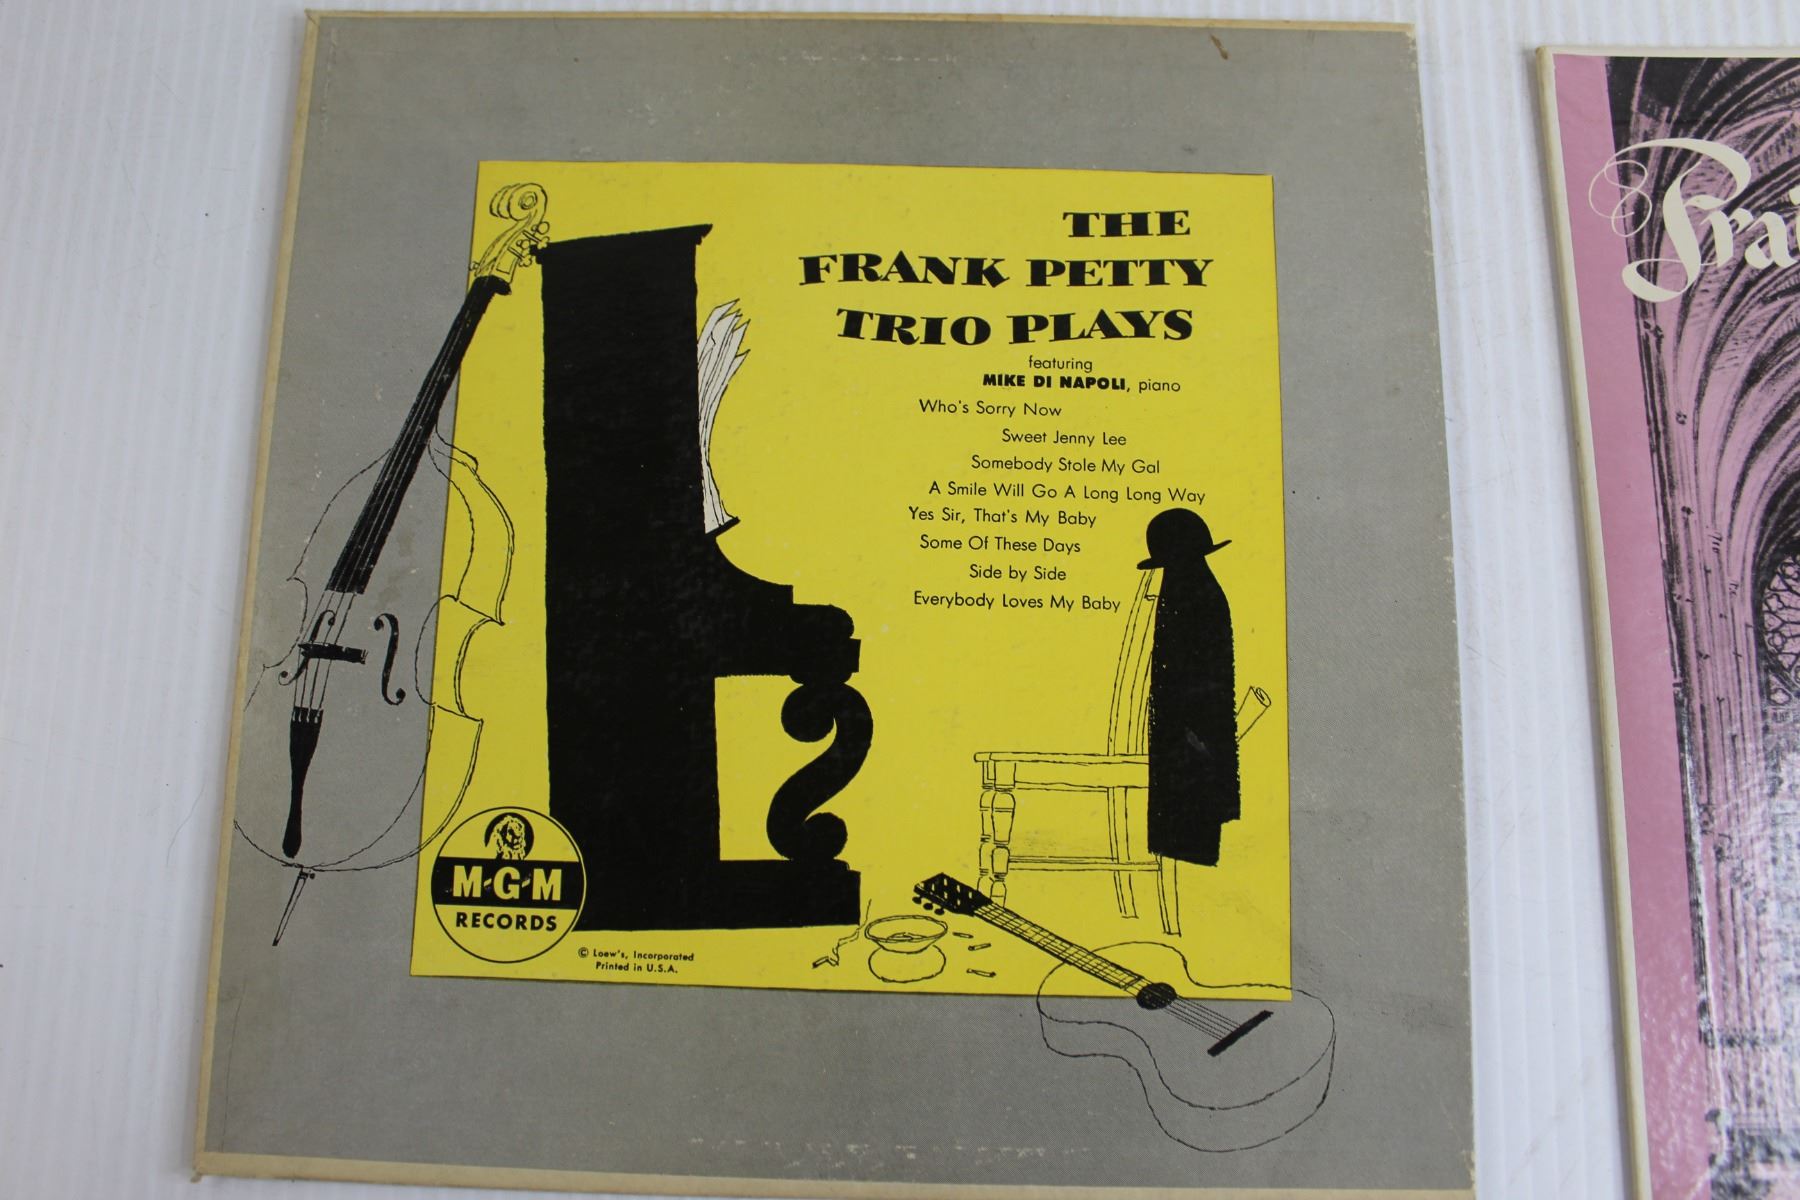 THE
FRANK PETTY
TRIO PLAYS
featuring
MIKE DI NAPOLI, piano
Who's Sorry Now
Sweet Jenny Lee
Somebody Stole My Gal
A Smile Will Go A Long Long Way
Yes Sir, That's My Baby
Some Of These Days
Side by Side
Everybody Loves My Baby
M-G-M
RECORDS
© Loew's, Incorporated
Printed in U.S.A.